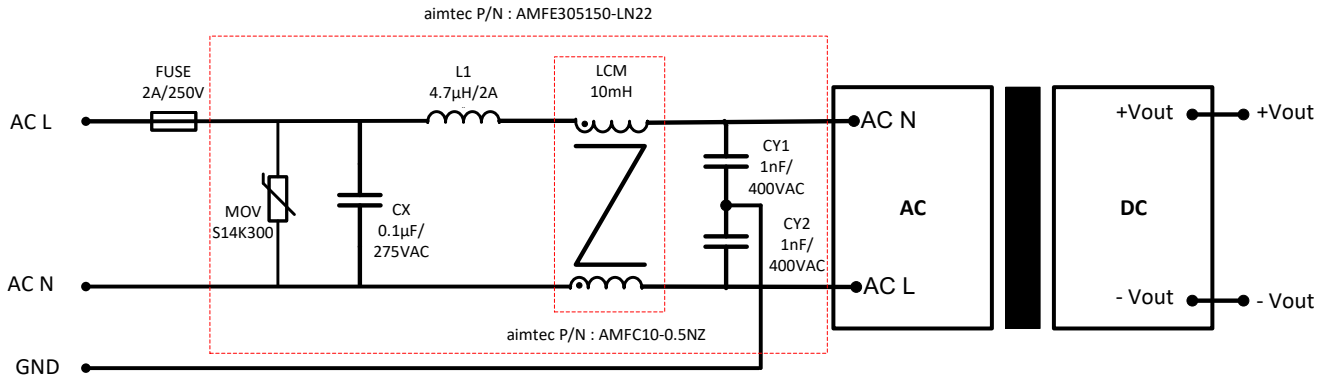 aimtec P/N : AMFE305150-LN22
FUSE
2A/250V
L1
4.7µH/2A
LCM
10mH
AC L
AC N
+Vout
+Vout
CY1
1nF/
400VAC
MOV
S14K300
CX
0.1µF/
275VAC
AC
DC
CY2
1nF/
400VAC
AC N
AC L
- Vout
- Vout
aimtec P/N : AMFC10-0.5NZ
GND